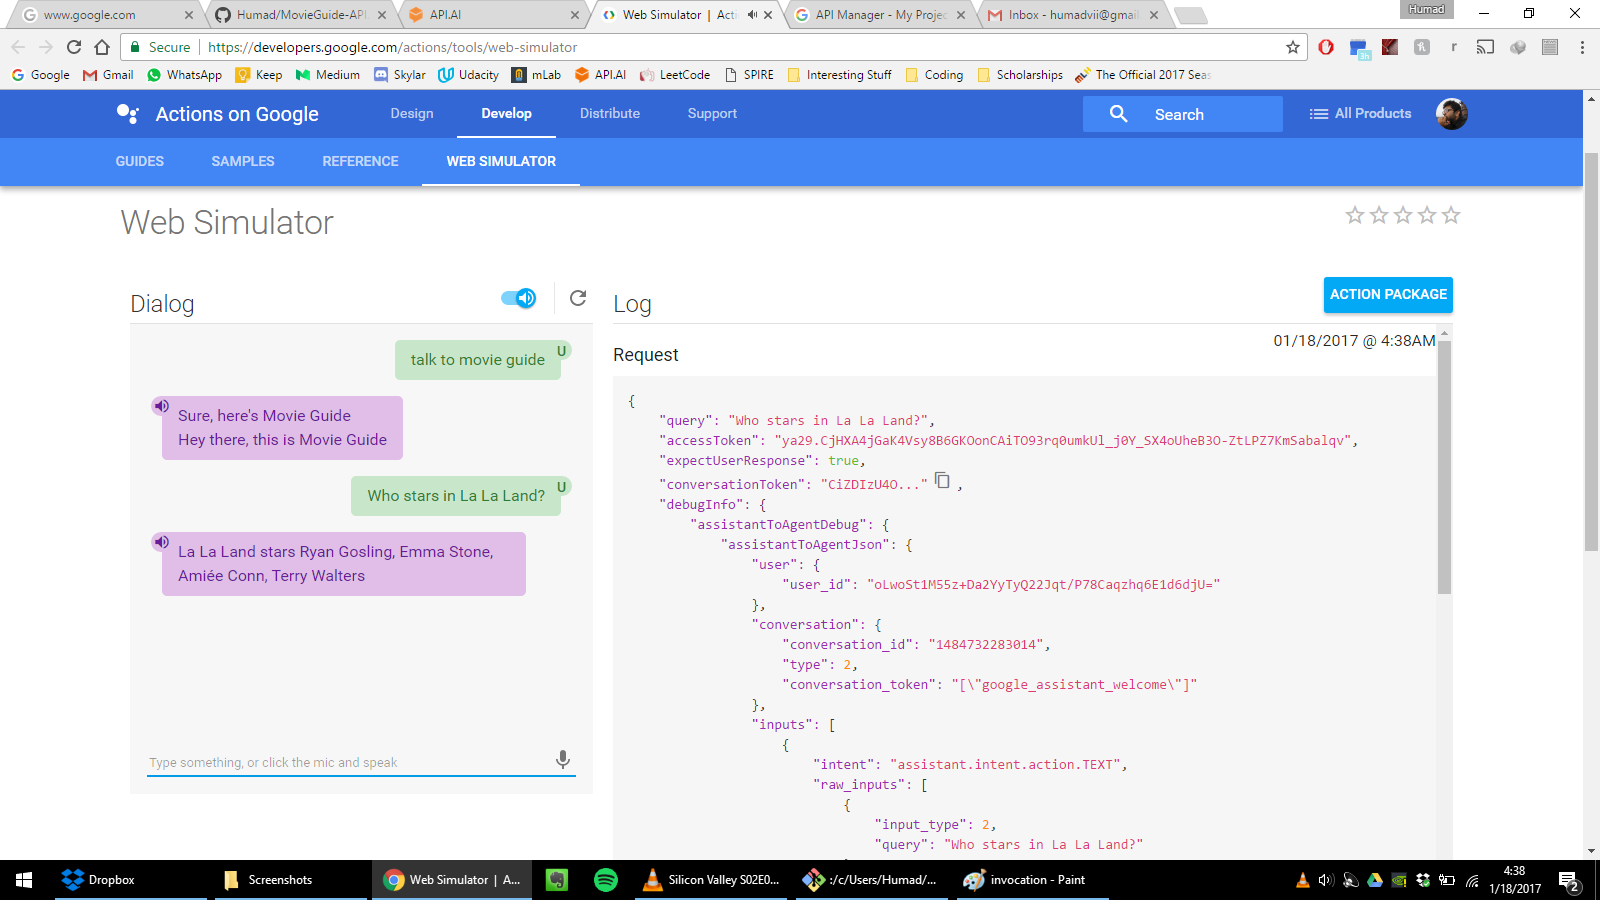 www.google.com
Humad/MovieGuide-API
API.AI
Web Simulator | Acti
API Manager - My Projec
Inbox - humadvii@gmail
Humad
Secure
https://developers.google.com/actions/tools/web-simulator
Google
Gmail
WhatsApp
Keep
Medium
Skylar
Udacity
mLab
API.AI
LeetCode
SPIRE
Interesting Stuff
Coding
Scholarships
The Official 2017 Seas
Actions on Google
Design
Develop
Distribute
Support
Search
All Products
GUIDES
SAMPLES
REFERENCE
WEB SIMULATOR
Web Simulator
Dialog
talk to movie guide
U
Sure, here's Movie Guide
Hey there, this is Movie Guide
Who stars in La La Land?
U
La La Land stars Ryan Gosling, Emma Stone,
Amiée Conn, Terry Walters
Type something, or click the mic and speak
Log
ACTION PACKAGE
01/18/2017 @ 4:38AM
Request
{
"query": "Who stars in La La Land?",
"accessToken": "ya29.CjHXA4jGaK4Vsy8B6GKOonCAiTO93rq0umkUl_j0Y_SX4oUheB3O-ZtLPZ7KmSabalqv",
"expectUserResponse": true,
"conversationToken": "CiZDIzU4O..." ,
"debugInfo": {
"assistantToAgentDebug": {
"assistantToAgentJson": {
"user": {
"user_id": "oLwoSt1M55z+Da2YyTyQ22Jqt/P78Caqzhq6E1d6djU="
},
"conversation": {
"conversation_id": "1484732283014",
"type": 2,
"conversation_token": "[\"google_assistant_welcome\"]"
},
"inputs": [
{
"intent": "assistant.intent.action.TEXT",
"raw_inputs": [
{
"input_type": 2,
"query": "Who stars in La La Land?"
Dropbox
Screenshots
Web Simulator | A...
Silicon Valley S02E0...
:/c/Users/Humad/...
invocation - Paint
4:38
1/18/2017
2